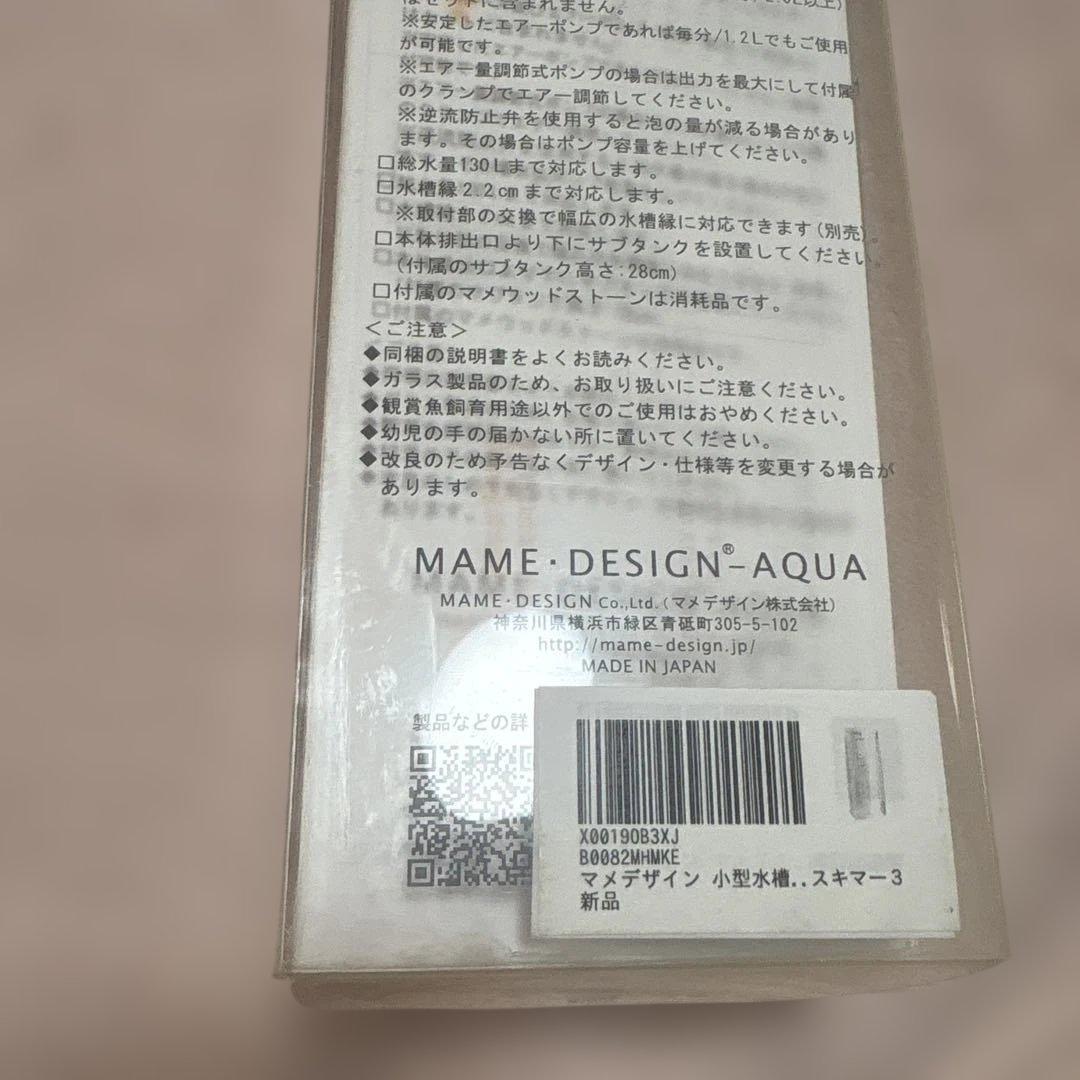 はセットに含まれません。
※安定したエアーポンプであれば毎分/1.2Lでもご使用
が可能です。
※エアー量調節式ポンプの場合は出力を最大にして付属
のクランプでエアー調節してください。
※逆流防止弁を使用すると泡の量が減る場合があり
ます。その場合はポンプ容量を上げてください。
□総水量130Lまで対応します。
□水槽縁2.2cmまで対応します。
※取付部の交換で幅広の水槽縁に対応できます(別売)。
□本体排出口より下にサブタンクを設置してください。
(付属のサブタンク高さ:28cm)
□付属のマメウッドストーンは消耗品です。
＜ご注意＞
◆同梱の説明書をよくお読みください。
◆ガラス製品のため、お取り扱いにご注意ください。
◆観賞魚飼育用途以外でのご使用はおやめください。
◆幼児の手の届かない所に置いてください。
◆改良のため予告なくデザイン・仕様等を変更する場合が
あります。
MAME・DESIGN®-AQUA
MAME・DESIGN Co.,Ltd.(マメデザイン株式会社)
神奈川県横浜市緑区青砥町305-5-102
http://mame-design.jp/
MADE IN JAPAN
製品などの詳
X00190B3XJ
B0082MHMKE
マメデザイン 小型水槽..スキマー3
新品